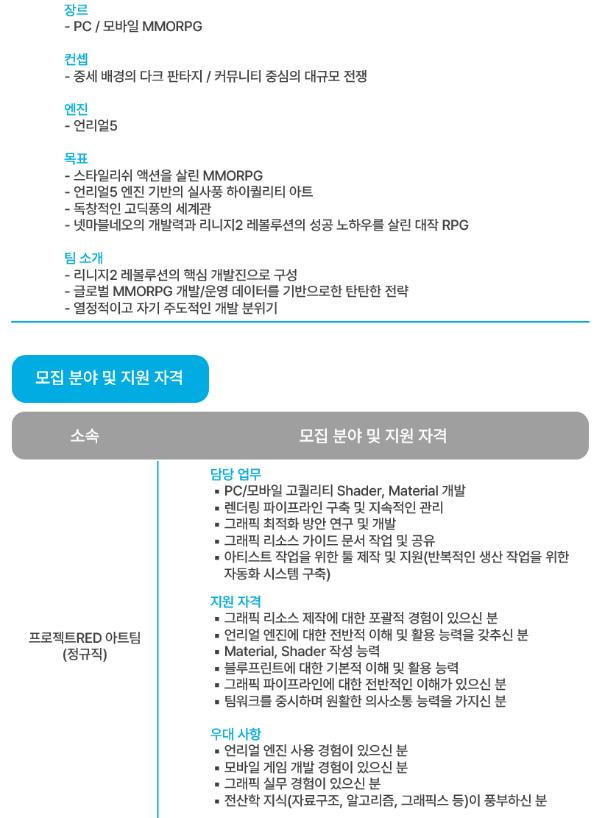 장르
- PC / 모바일 MMORPG
컨셉
- 중세 배경의 다크 판타지 / 커뮤니티 중심의 대규모 전쟁
엔진
- 언리얼5
목표
- 스타일리쉬 액션을 살린 MMORPG
- 언리얼5 엔진 기반의 실사풍 하이퀄리티 아트
- 독창적인 고딕풍의 세계관
- 넷마블네오의 개발력과 리니지2 레볼루션의 성공 노하우를 살린 대작 RPG
팀 소개
- 리니지2 레볼루션의 핵심 개발진으로 구성
- 글로벌 MMORPG 개발/운영 데이터를 기반으로한 탄탄한 전략
- 열정적이고 자기 주도적인 개발 분위기
모집 분야 및 지원 자격
소속 모집 분야 및 지원 자격
프로젝트RED 아트팀
(정규직)
담당 업무
▪ PC/모바일 고퀄리티 Shader, Material 개발
▪ 렌더링 파이프라인 구축 및 지속적인 관리
▪ 그래픽 최적화 방안 연구 및 개발
▪ 그래픽 리소스 가이드 문서 작업 및 공유
▪ 아티스트 작업을 위한 툴 제작 및 지원(반복적인 생산 작업을 위한
자동화 시스템 구축)
지원 자격
▪ 그래픽 리소스 제작에 대한 포괄적 경험이 있으신 분
▪ 언리얼 엔진에 대한 전반적 이해 및 활용 능력을 갖추신 분
▪ Material, Shader 작성 능력
▪ 블루프린트에 대한 기본적 이해 및 활용 능력
▪ 그래픽 파이프라인에 대한 전반적인 이해가 있으신 분
▪ 팀워크를 중시하며 원활한 의사소통 능력을 가지신 분
우대 사항
▪ 언리얼 엔진 사용 경험이 있으신 분
▪ 모바일 게임 개발 경험이 있으신 분
▪ 그래픽 실무 경험이 있으신 분
▪ 전산학 지식(자료구조, 알고리즘, 그래픽스 등)이 풍부하신 분